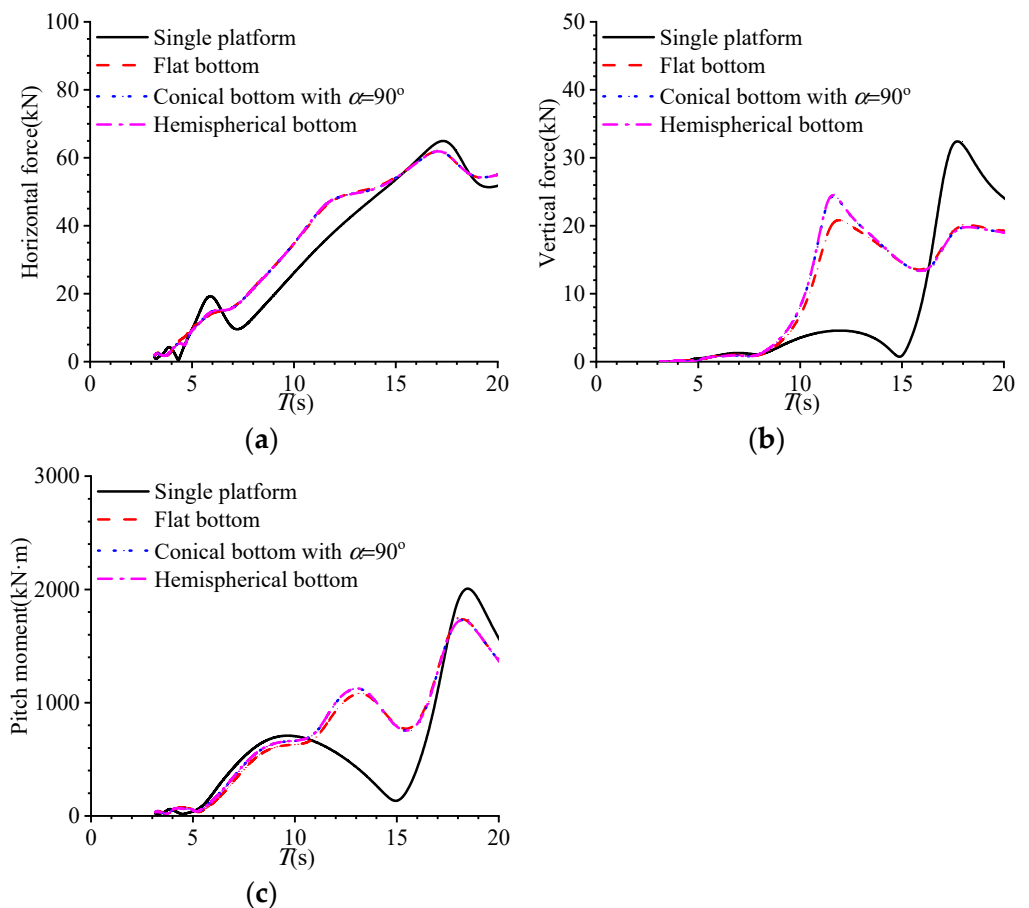 100
80
60
40
20
0
Horizontal force(kN)
Single platform
Flat bottom
Conical bottom with α=90°
Hemispherical bottom
0 5 10 15 20
T(s)
(a)
50
40
30
20
10
0
Vertical force(kN)
Single platform
Flat bottom
Conical bottom with α=90°
Hemispherical bottom
0 5 10 15 20
T(s)
(b)
3000
2000
1000
0
Pitch moment(kN·m)
Single platform
Flat bottom
Conical bottom with α=90°
Hemispherical bottom
0 5 10 15 20
T(s)
(c)